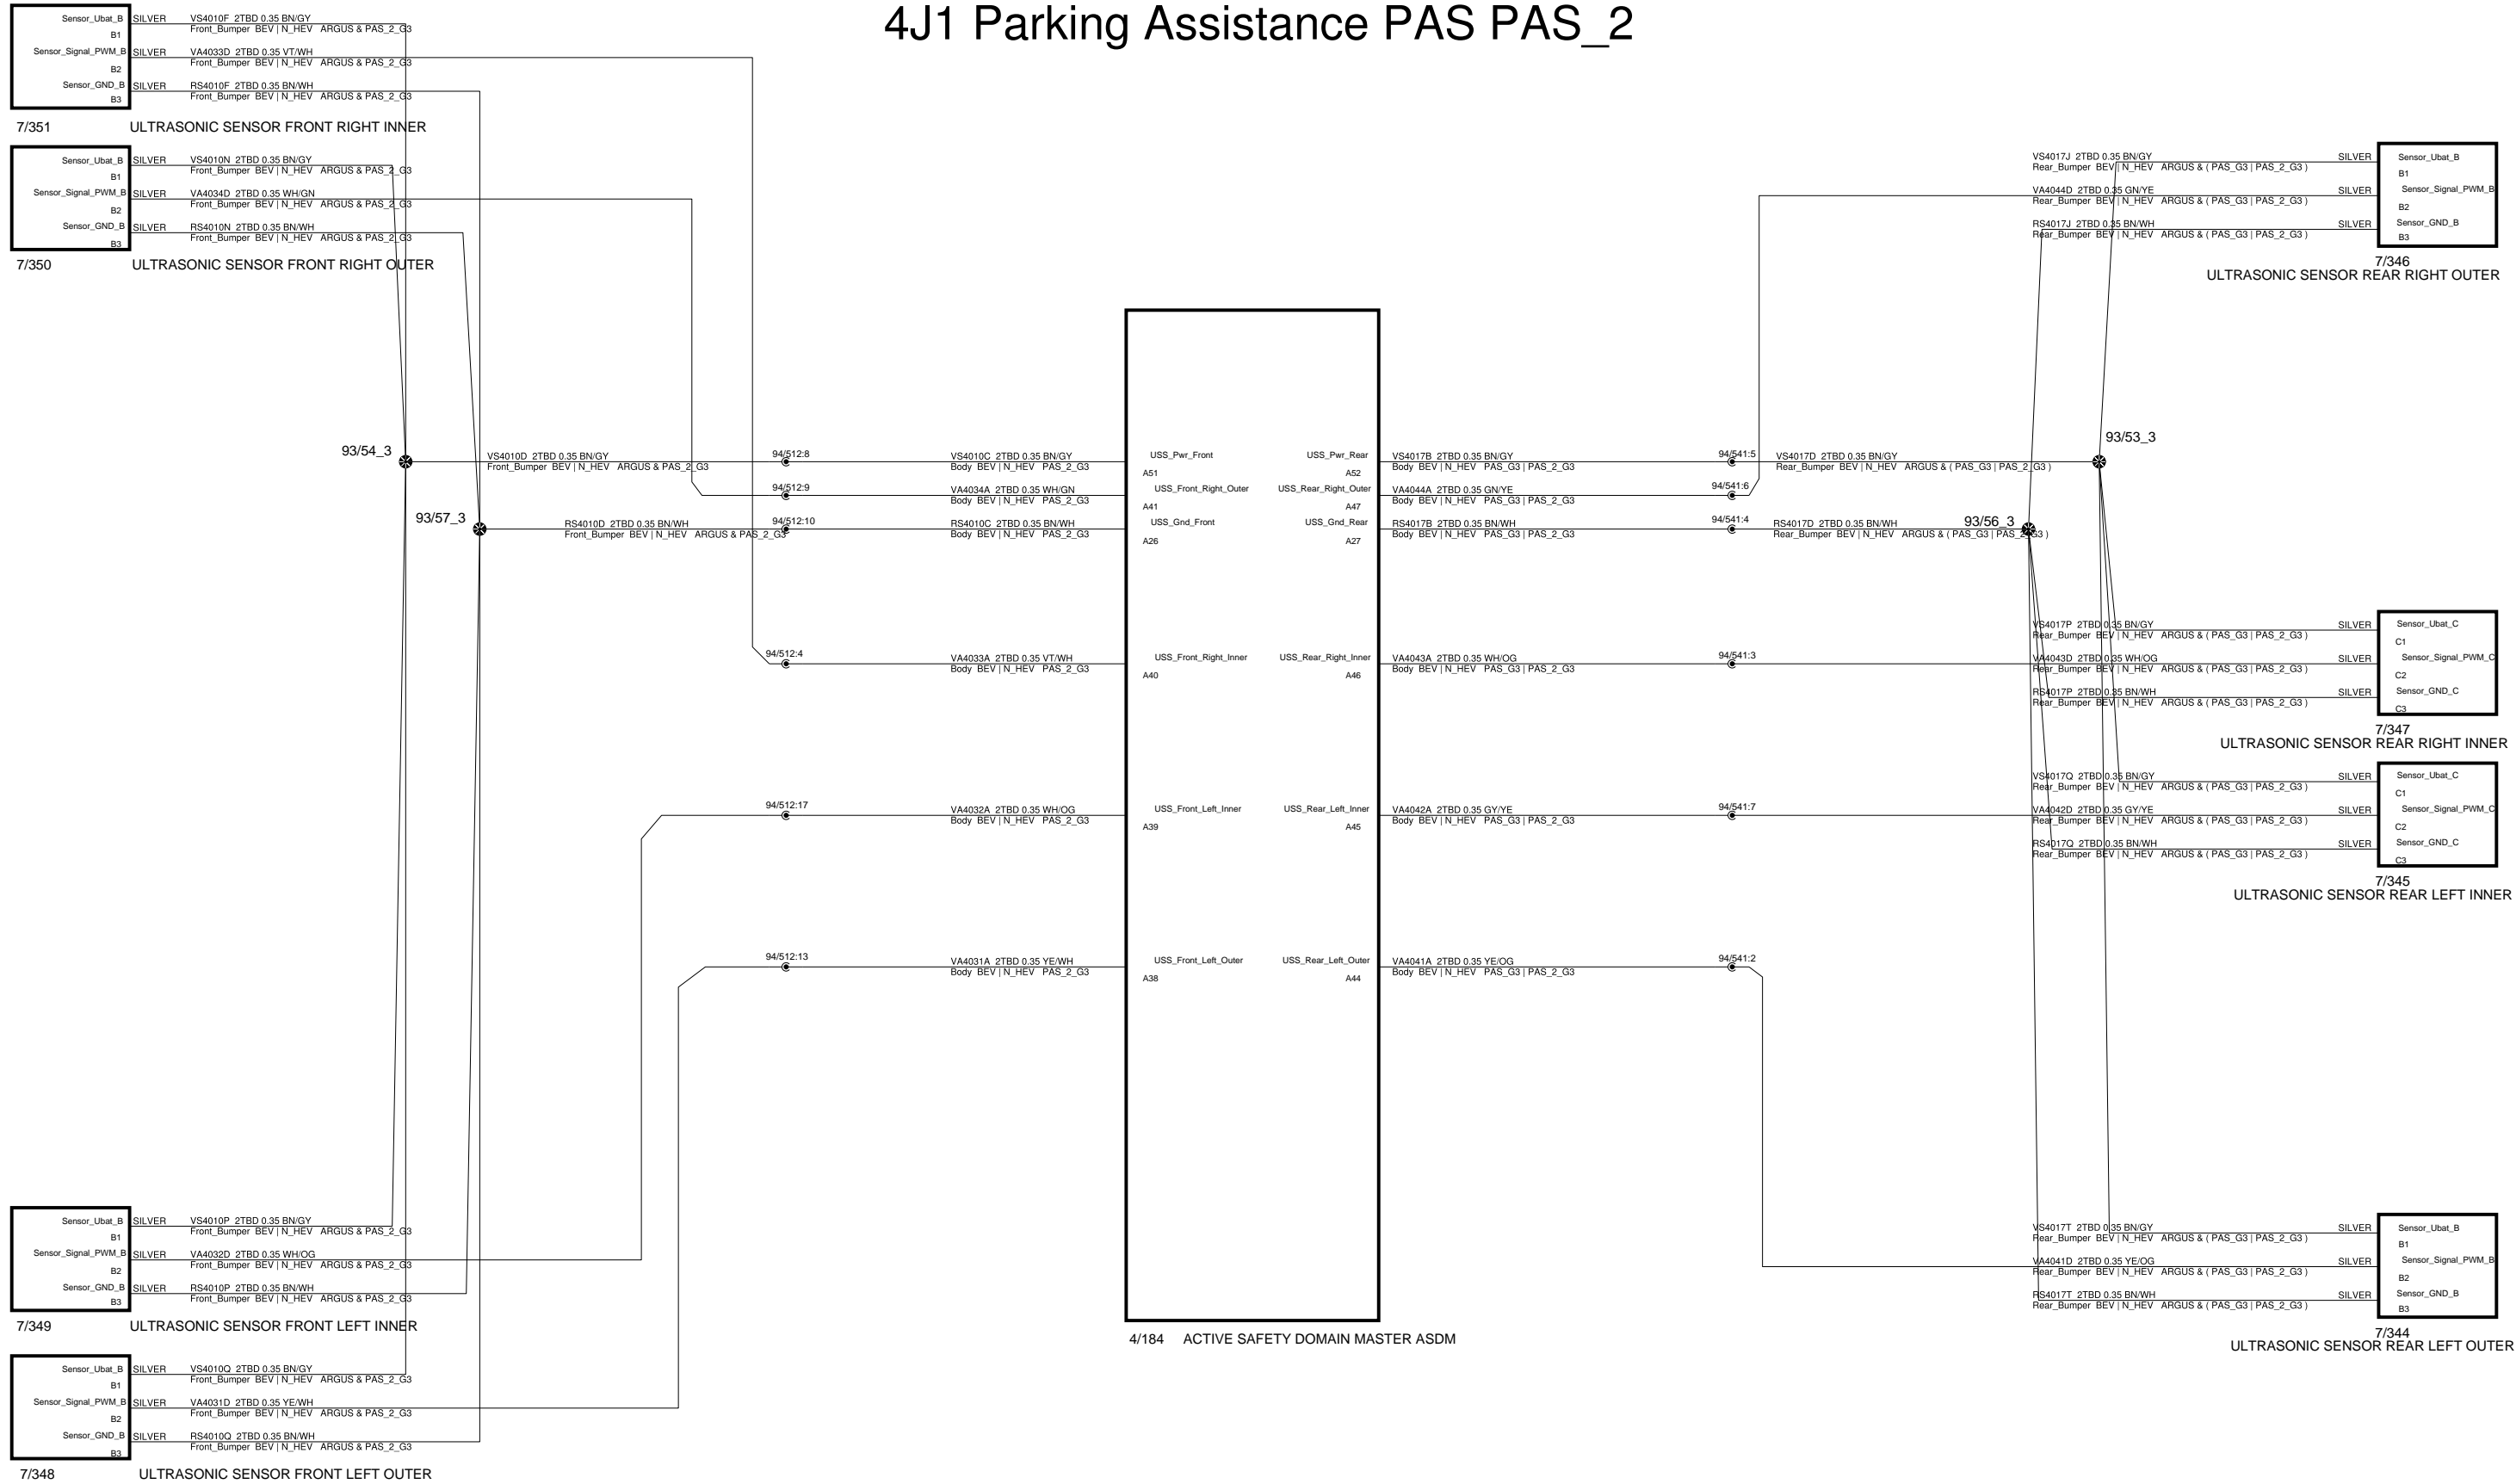 4J1 Parking Assistance PAS PAS_2
Sensor_Ubat_B SILVER VS4010F 2TBD 0.35 BN/GY
B1 Front_Bumper BEV | N_HEV ARGUS & PAS_2_G3
Sensor_Signal_PWM_B SILVER VA4033D 2TBD 0.35 VT/WH
B2 Front_Bumper BEV | N_HEV ARGUS & PAS_2_G3
Sensor_GND_B SILVER RS4010F 2TBD 0.35 BN/WH
B3 Front_Bumper BEV | N_HEV ARGUS & PAS_2_G3
7/351 ULTRASONIC SENSOR FRONT RIGHT INNER
Sensor_Ubat_B SILVER VS4010N 2TBD 0.35 BN/GY
B1 Front_Bumper BEV | N_HEV ARGUS & PAS_2_G3
Sensor_Signal_PWM_B SILVER VA4034D 2TBD 0.35 WH/GN
B2 Front_Bumper BEV | N_HEV ARGUS & PAS_2_G3
Sensor_GND_B SILVER RS4010N 2TBD 0.35 BN/WH
B3 Front_Bumper BEV | N_HEV ARGUS & PAS_2_G3
7/350 ULTRASONIC SENSOR FRONT RIGHT OUTER
93/54_3
VS4010D 2TBD 0.35 BN/GY
Front_Bumper BEV | N_HEV ARGUS & PAS_2_G3
93/57_3
RS4010D 2TBD 0.35 BN/WH
Front_Bumper BEV | N_HEV ARGUS & PAS_2_G3
94/512:8
94/512:9
94/512:10
94/512:4
94/512:17
94/512:13
VS4010C 2TBD 0.35 BN/GY
Body BEV | N_HEV PAS_2_G3
VA4034A 2TBD 0.35 WH/GN
Body BEV | N_HEV PAS_2_G3
RS4010C 2TBD 0.35 BN/WH
Body BEV | N_HEV PAS_2_G3
VA4033A 2TBD 0.35 VT/WH
Body BEV | N_HEV PAS_2_G3
VA4032A 2TBD 0.35 WH/OG
Body BEV | N_HEV PAS_2_G3
VA4031A 2TBD 0.35 YE/WH
Body BEV | N_HEV PAS_2_G3
Sensor_Ubat_B SILVER VS4010P 2TBD 0.35 BN/GY
B1 Front_Bumper BEV | N_HEV ARGUS & PAS_2_G3
Sensor_Signal_PWM_B SILVER VA4032D 2TBD 0.35 WH/OG
B2 Front_Bumper BEV | N_HEV ARGUS & PAS_2_G3
Sensor_GND_B SILVER RS4010P 2TBD 0.35 BN/WH
B3 Front_Bumper BEV | N_HEV ARGUS & PAS_2_G3
7/349 ULTRASONIC SENSOR FRONT LEFT INNER
Sensor_Ubat_B SILVER VS4010Q 2TBD 0.35 BN/GY
B1 Front_Bumper BEV | N_HEV ARGUS & PAS_2_G3
Sensor_Signal_PWM_B SILVER VA4031D 2TBD 0.35 YE/WH
B2 Front_Bumper BEV | N_HEV ARGUS & PAS_2_G3
Sensor_GND_B SILVER RS4010Q 2TBD 0.35 BN/WH
B3 Front_Bumper BEV | N_HEV ARGUS & PAS_2_G3
7/348 ULTRASONIC SENSOR FRONT LEFT OUTER
USS_Pwr_Front USS_Pwr_Rear
A51 A52
USS_Front_Right_Outer USS_Rear_Right_Outer
A41 A47
USS_Gnd_Front USS_Gnd_Rear
A26 A27
USS_Front_Right_Inner USS_Rear_Right_Inner
A40 A46
USS_Front_Left_Inner USS_Rear_Left_Inner
A39 A45
USS_Front_Left_Outer USS_Rear_Left_Outer
A38 A44
4/184 ACTIVE SAFETY DOMAIN MASTER ASDM
VS4017B 2TBD 0.35 BN/GY
Body BEV | N_HEV PAS_G3 | PAS_2_G3
VA4044A 2TBD 0.35 GN/YE
Body BEV | N_HEV PAS_G3 | PAS_2_G3
RS4017B 2TBD 0.35 BN/WH
Body BEV | N_HEV PAS_G3 | PAS_2_G3
VA4043A 2TBD 0.35 WH/OG
Body BEV | N_HEV PAS_G3 | PAS_2_G3
VA4042A 2TBD 0.35 GY/YE
Body BEV | N_HEV PAS_G3 | PAS_2_G3
VA4041A 2TBD 0.35 YE/OG
Body BEV | N_HEV PAS_G3 | PAS_2_G3
94/541:5
94/541:6
94/541:4
94/541:3
94/541:7
94/541:2
VS4017D 2TBD 0.35 BN/GY
Rear_Bumper BEV | N_HEV ARGUS & ( PAS_G3 | PAS_2_G3 )
93/53_3
RS4017D 2TBD 0.35 BN/WH
Rear_Bumper BEV | N_HEV ARGUS & ( PAS_G3 | PAS_2_G3 )
93/56_3
VS4017J 2TBD 0.35 BN/GY SILVER Sensor_Ubat_B
Rear_Bumper BEV | N_HEV ARGUS & ( PAS_G3 | PAS_2_G3 ) B1
VA4044D 2TBD 0.35 GN/YE SILVER Sensor_Signal_PWM_B
Rear_Bumper BEV | N_HEV ARGUS & ( PAS_G3 | PAS_2_G3 ) B2
RS4017J 2TBD 0.35 BN/WH SILVER Sensor_GND_B
Rear_Bumper BEV | N_HEV ARGUS & ( PAS_G3 | PAS_2_G3 ) B3
7/346
ULTRASONIC SENSOR REAR RIGHT OUTER
VS4017P 2TBD 0.35 BN/GY SILVER Sensor_Ubat_C
Rear_Bumper BEV | N_HEV ARGUS & ( PAS_G3 | PAS_2_G3 ) C1
VA4043D 2TBD 0.35 WH/OG SILVER Sensor_Signal_PWM_C
Rear_Bumper BEV | N_HEV ARGUS & ( PAS_G3 | PAS_2_G3 ) C2
RS4017P 2TBD 0.35 BN/WH SILVER Sensor_GND_C
Rear_Bumper BEV | N_HEV ARGUS & ( PAS_G3 | PAS_2_G3 ) C3
7/347
ULTRASONIC SENSOR REAR RIGHT INNER
VS4017Q 2TBD 0.35 BN/GY SILVER Sensor_Ubat_C
Rear_Bumper BEV | N_HEV ARGUS & ( PAS_G3 | PAS_2_G3 ) C1
VA4042D 2TBD 0.35 GY/YE SILVER Sensor_Signal_PWM_C
Rear_Bumper BEV | N_HEV ARGUS & ( PAS_G3 | PAS_2_G3 ) C2
RS4017Q 2TBD 0.35 BN/WH SILVER Sensor_GND_C
Rear_Bumper BEV | N_HEV ARGUS & ( PAS_G3 | PAS_2_G3 ) C3
7/345
ULTRASONIC SENSOR REAR LEFT INNER
VS4017T 2TBD 0.35 BN/GY SILVER Sensor_Ubat_B
Rear_Bumper BEV | N_HEV ARGUS & ( PAS_G3 | PAS_2_G3 ) B1
VA4041D 2TBD 0.35 YE/OG SILVER Sensor_Signal_PWM_B
Rear_Bumper BEV | N_HEV ARGUS & ( PAS_G3 | PAS_2_G3 ) B2
RS4017T 2TBD 0.35 BN/WH SILVER Sensor_GND_B
Rear_Bumper BEV | N_HEV ARGUS & ( PAS_G3 | PAS_2_G3 ) B3
7/344
ULTRASONIC SENSOR REAR LEFT OUTER